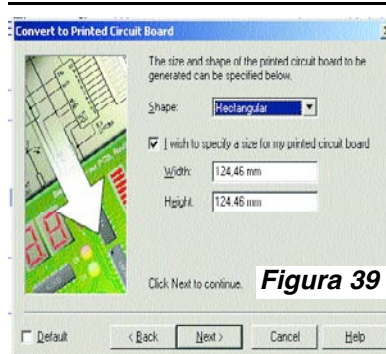 Convert to Printed Circuit Board
The size and shape of the printed circuit board to be
generated can be specified below.
Shape: Rectangular
I wish to specify a size for my printed circuit board
Width: 124,46 mm
Height: 124,46 mm
Click Next to continue.
Figura 39
Default < Back Next > Cancel Help